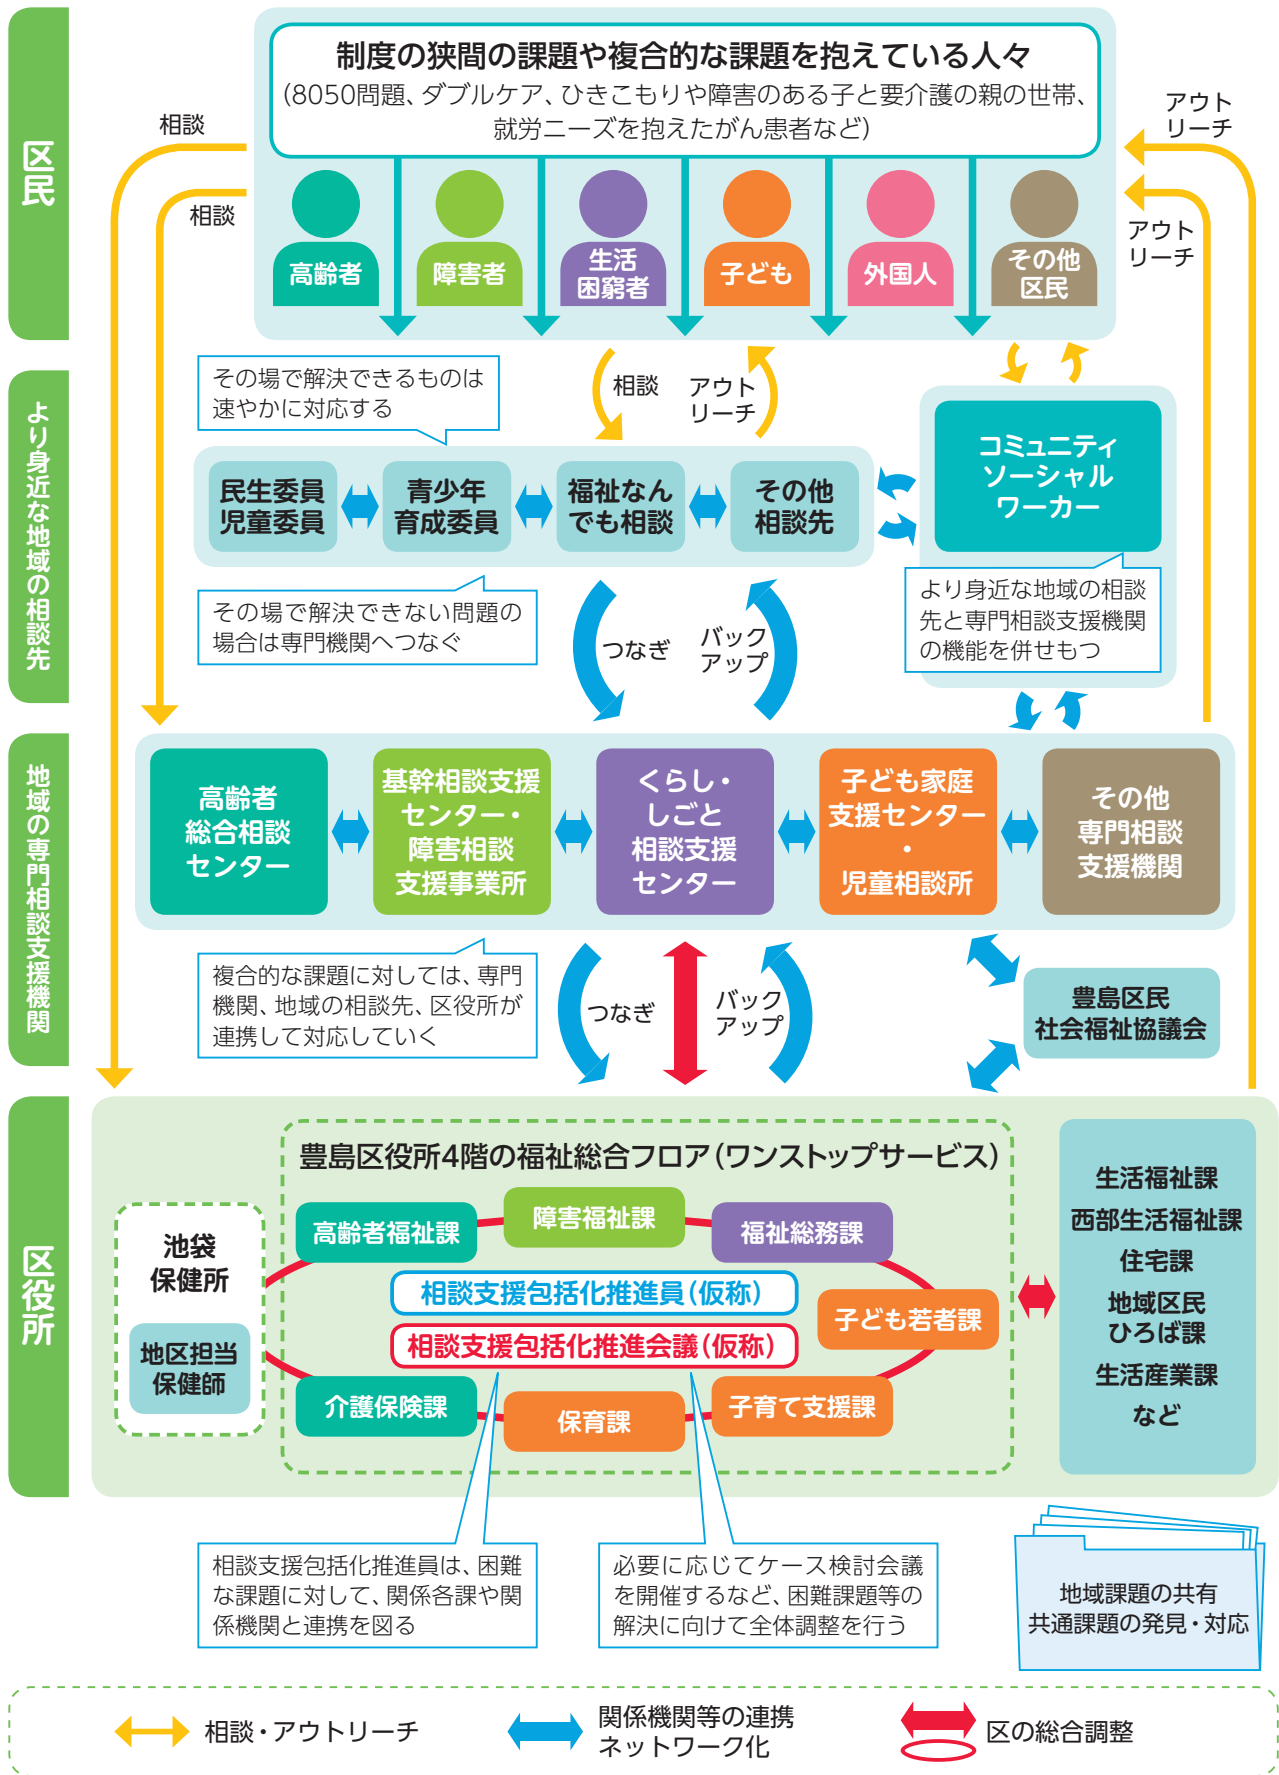 区民
制度の狭間の課題や複合的な課題を抱えている人々
(8050問題、ダブルケア、ひきこもりや障害のある子と要介護の親の世帯、
就労ニーズを抱えたがん患者など)
相談
相談
アウト
リーチ
アウト
リーチ
高齢者
障害者
生活
困窮者
子ども
外国人
その他
区民
より身近な地域の相談先
その場で解決できるものは
速やかに対応する
相談
アウト
リーチ
民生委員
児童委員
青少年
育成委員
福祉なん
でも相談
その他
相談先
コミュニティ
ソーシャル
ワーカー
その場で解決できない問題の
場合は専門機関へつなぐ
つなぎ
バック
アップ
より身近な地域の相談
先と専門相談支援機関
の機能を併せもつ
地域の専門相談支援機関
高齢者
総合相談
センター
基幹相談支援
センター・
障害相談
支援事業所
くらし・
しごと
相談支援
センター
子ども家庭
支援センター
・
児童相談所
その他
専門相談
支援機関
複合的な課題に対しては、専門
機関、地域の相談先、区役所が
連携して対応していく
つなぎ
バック
アップ
豊島区民
社会福祉協議会
区役所
豊島区役所4階の福祉総合フロア(ワンストップサービス)
池袋
保健所
地区担当
保健師
高齢者福祉課
障害福祉課
福祉総務課
相談支援包括化推進員(仮称)
子ども若者課
相談支援包括化推進会議(仮称)
介護保険課
保育課
子育て支援課
生活福祉課
西部生活福祉課
住宅課
地域区民
ひろば課
生活産業課
など
相談支援包括化推進員は、困難
な課題に対して、関係各課や関
係機関と連携を図る
必要に応じてケース検討会議
を開催するなど、困難課題等の
解決に向けて全体調整を行う
地域課題の共有
共通課題の発見・対応
相談・アウトリーチ
関係機関等の連携
ネットワーク化
区の総合調整